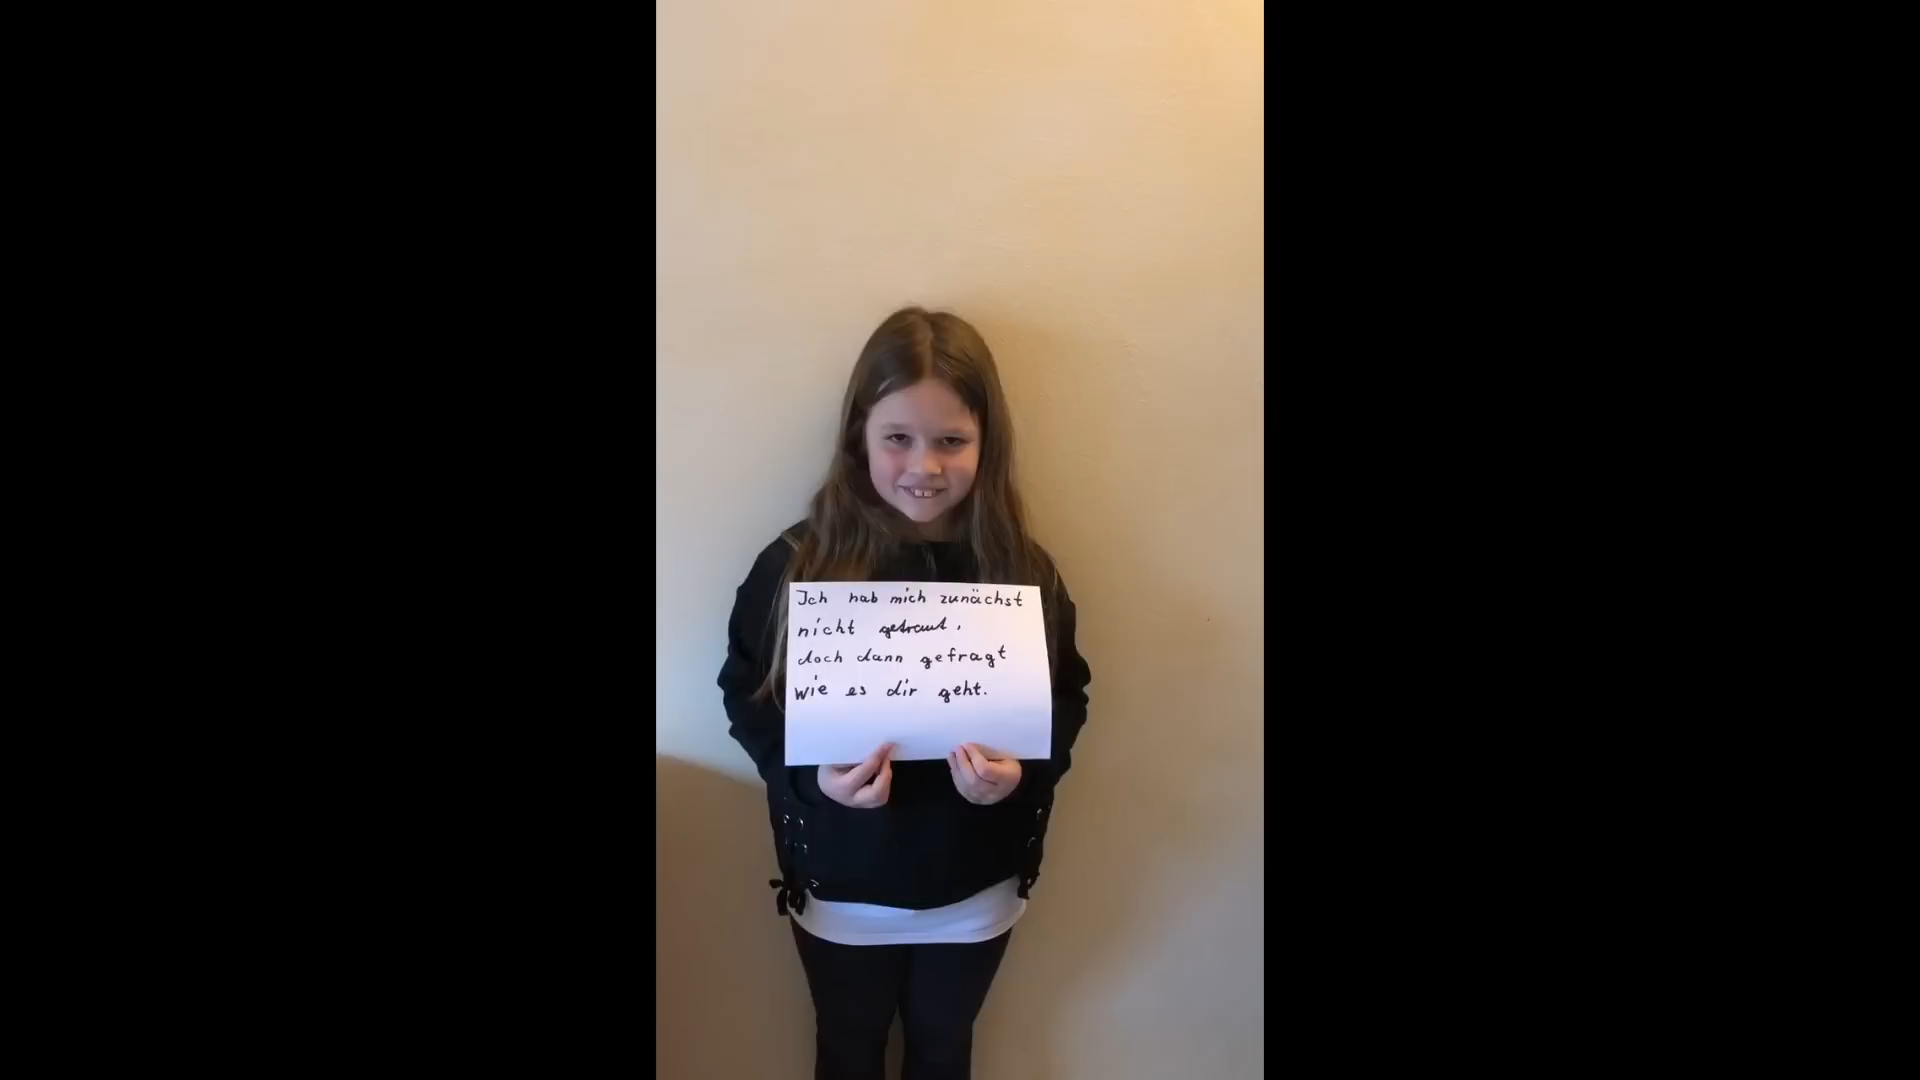 Ich hab mich zunächst
nicht getraut,
doch dann gefragt
wie es dir geht.